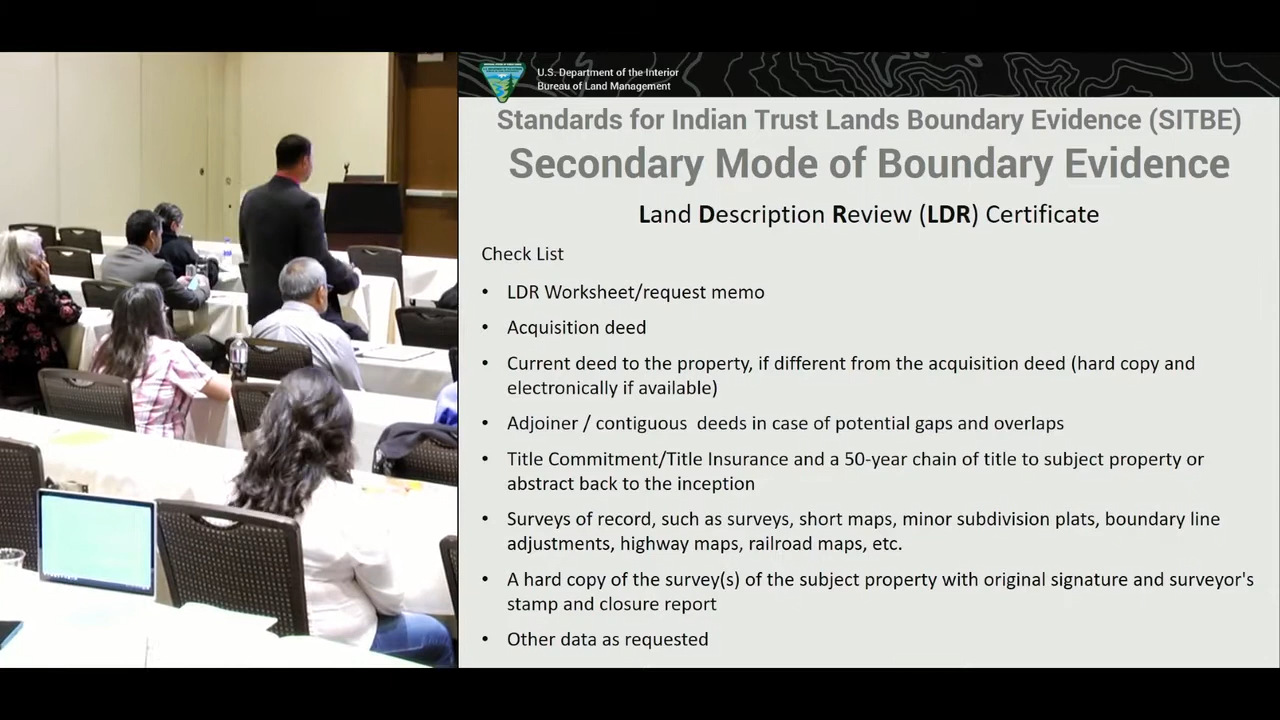 U.S. Department of the Interior
Bureau of Land Management
Standards for Indian Trust Lands Boundary Evidence (SITBE)
Secondary Mode of Boundary Evidence
Land Description Review (LDR) Certificate
Check List
• LDR Worksheet/request memo
• Acquisition deed
• Current deed to the property, if different from the acquisition deed (hard copy and
electronically if available)
• Adjoiner / contiguous  deeds in case of potential gaps and overlaps
• Title Commitment/Title Insurance and a 50-year chain of title to subject property or
abstract back to the inception
• Surveys of record, such as surveys, short maps, minor subdivision plats, boundary line
adjustments, highway maps, railroad maps, etc.
• A hard copy of the survey(s) of the subject property with original signature and surveyor's
stamp and closure report
• Other data as requested